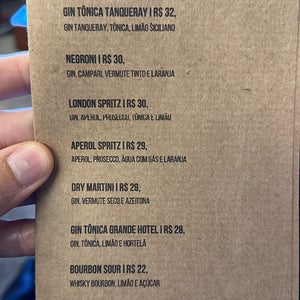 GIN TÔNICA TANQUERAY | R$ 32,
GIN TANQUERAY, TÔNICA, LIMÃO SICILIANO
NEGRONI | R$ 30,
GIN, CAMPARI, VERMUTE TINTO E LARANJA
LONDON SPRITZ | R$ 30,
GIN, APEROL, PROSECCO, TÔNICA E LIMÃO
APEROL SPRITZ | R$ 29,
APEROL, PROSECCO, ÁGUA COM GÁS E LARANJA
DRY MARTINI | R$ 29,
GIN, VERMUTE SECO E AZEITONA
GIN TÔNICA GRANDE HOTEL | R$ 28,
GIN, TÔNICA, LIMÃO E HORTELÃ
BOURBON SOUR | R$ 22,
WHISKY BOURBON, LIMÃO E AÇÚCAR